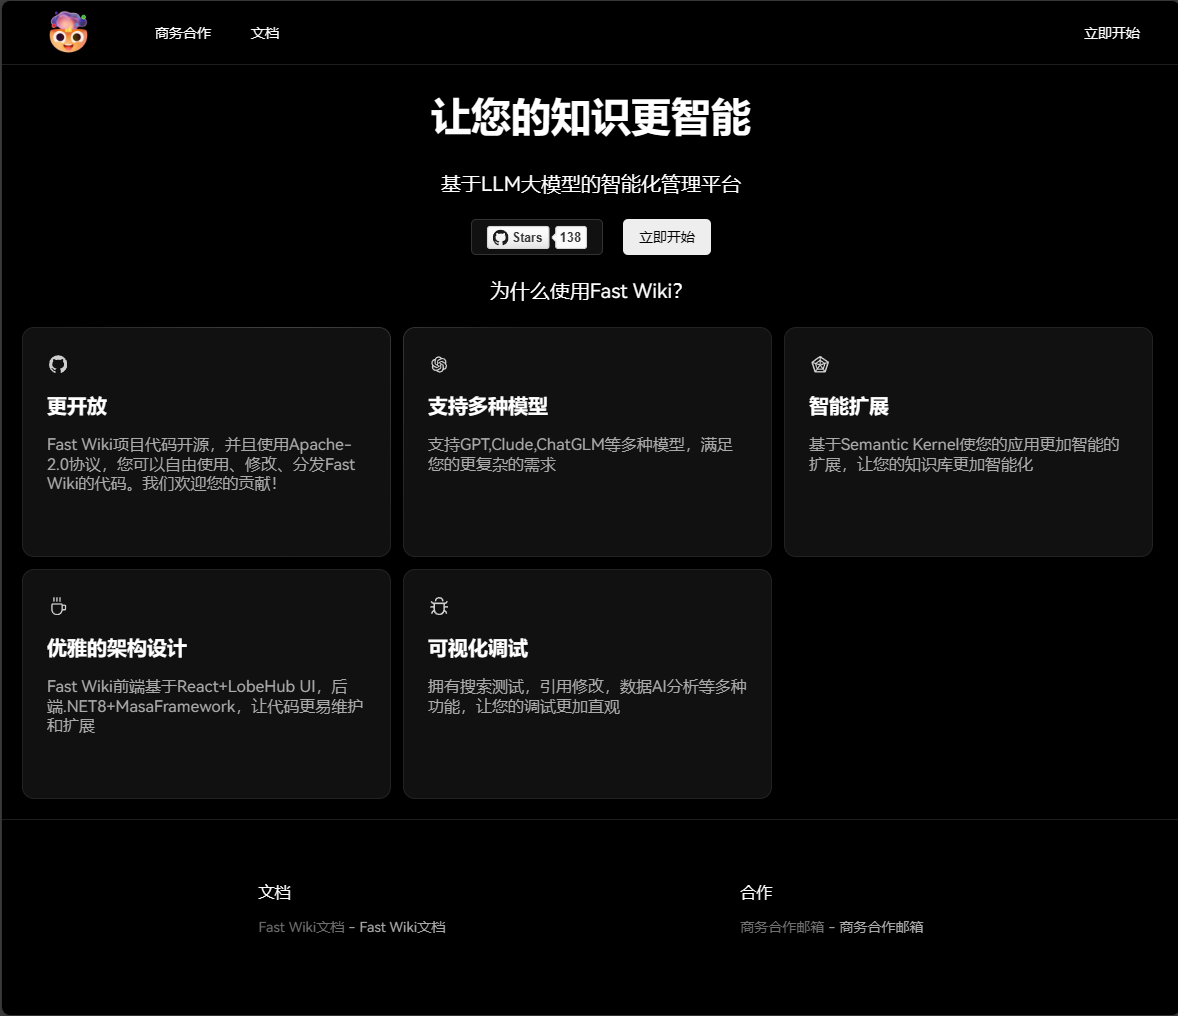 商务合作 文档 立即开始
让您的知识更智能
基于LLM大模型的智能化管理平台
Stars 138 立即开始
为什么使用Fast Wiki？
更开放
Fast Wiki项目代码开源，并且使用Apache-
2.0协议，您可以自由使用、修改、分发Fast
Wiki的代码。我们欢迎您的贡献！
支持多种模型
支持GPT,Clude,ChatGLM等多种模型，满足
您的更复杂的需求
智能扩展
基于Semantic Kernel使您的应用更加智能的
扩展，让您的知识库更加智能化
优雅的架构设计
Fast Wiki前端基于React+LobeHub UI，后
端.NET8+MasaFramework，让代码更易维护
和扩展
可视化调试
拥有搜索测试，引用修改，数据AI分析等多种
功能，让您的调试更加直观
文档
Fast Wiki文档 - Fast Wiki文档
合作
商务合作邮箱 - 商务合作邮箱